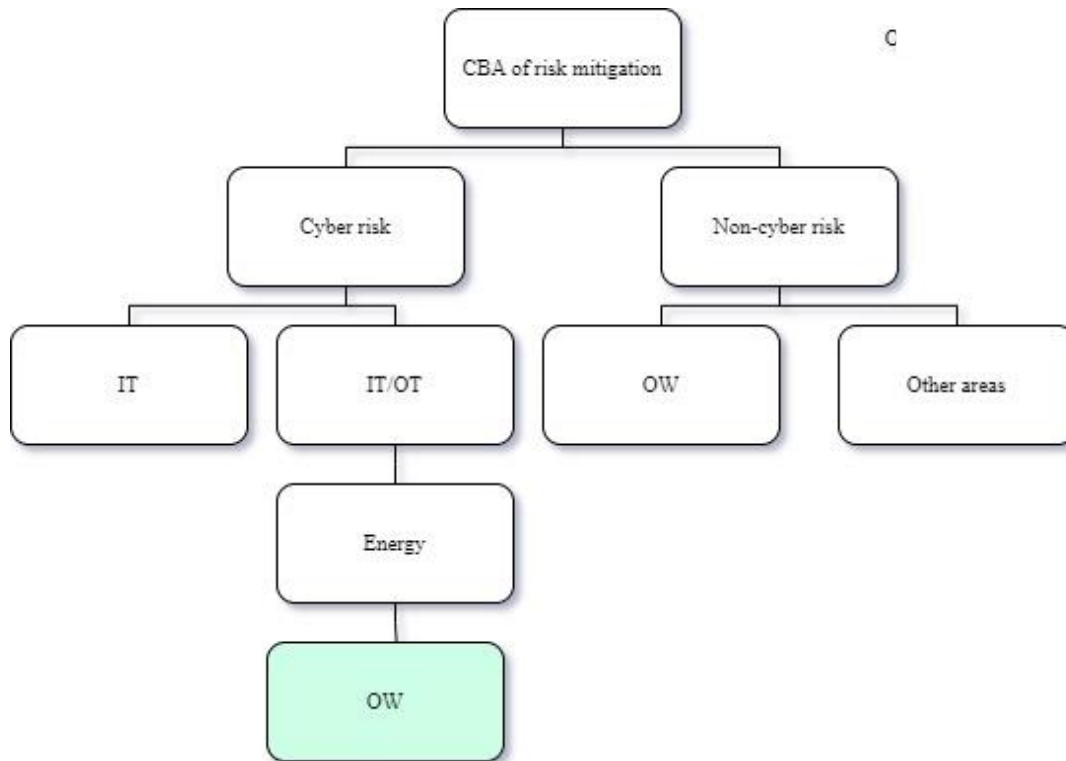 CBA of risk mitigation
Cyber risk
Non-cyber risk
IT
IT/OT
OW
Other areas
Energy
OW